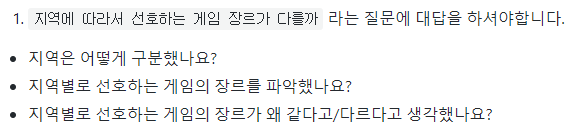 1. 지역에 따라서 선호하는 게임 장르가 다를까 라는 질문에 대답을 하셔야합니다.
• 지역은 어떻게 구분했나요?
• 지역별로 선호하는 게임의 장르를 파악했나요?
• 지역별로 선호하는 게임의 장르가 왜 같다고/다르다고 생각했나요?